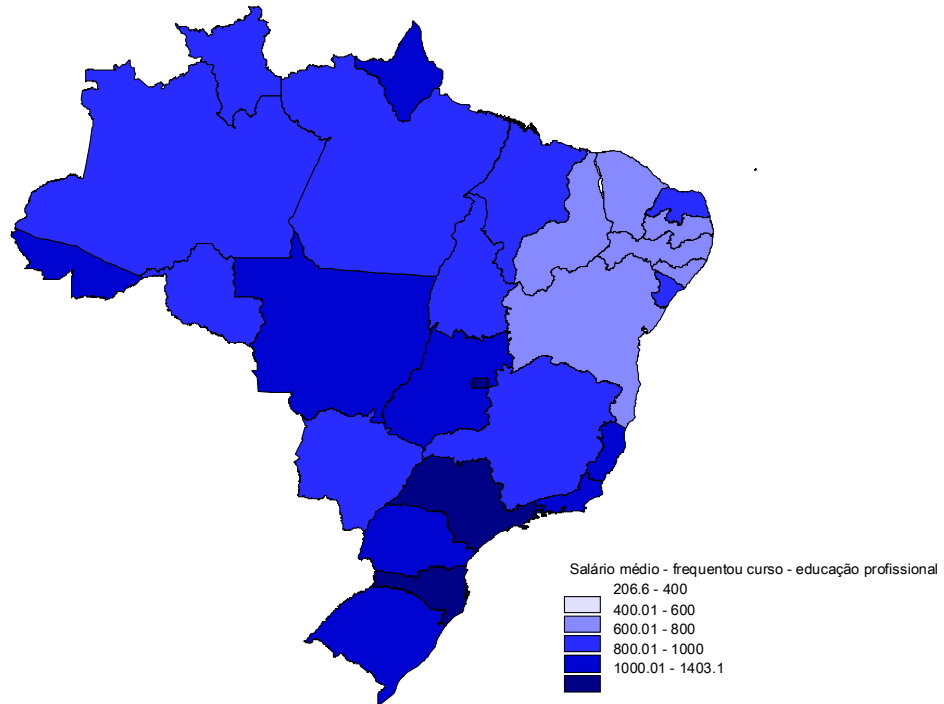 Salário médio - frequentou curso - educação profissional
206.6 - 400
400.01 - 600
600.01 - 800
800.01 - 1000
1000.01 - 1403.1